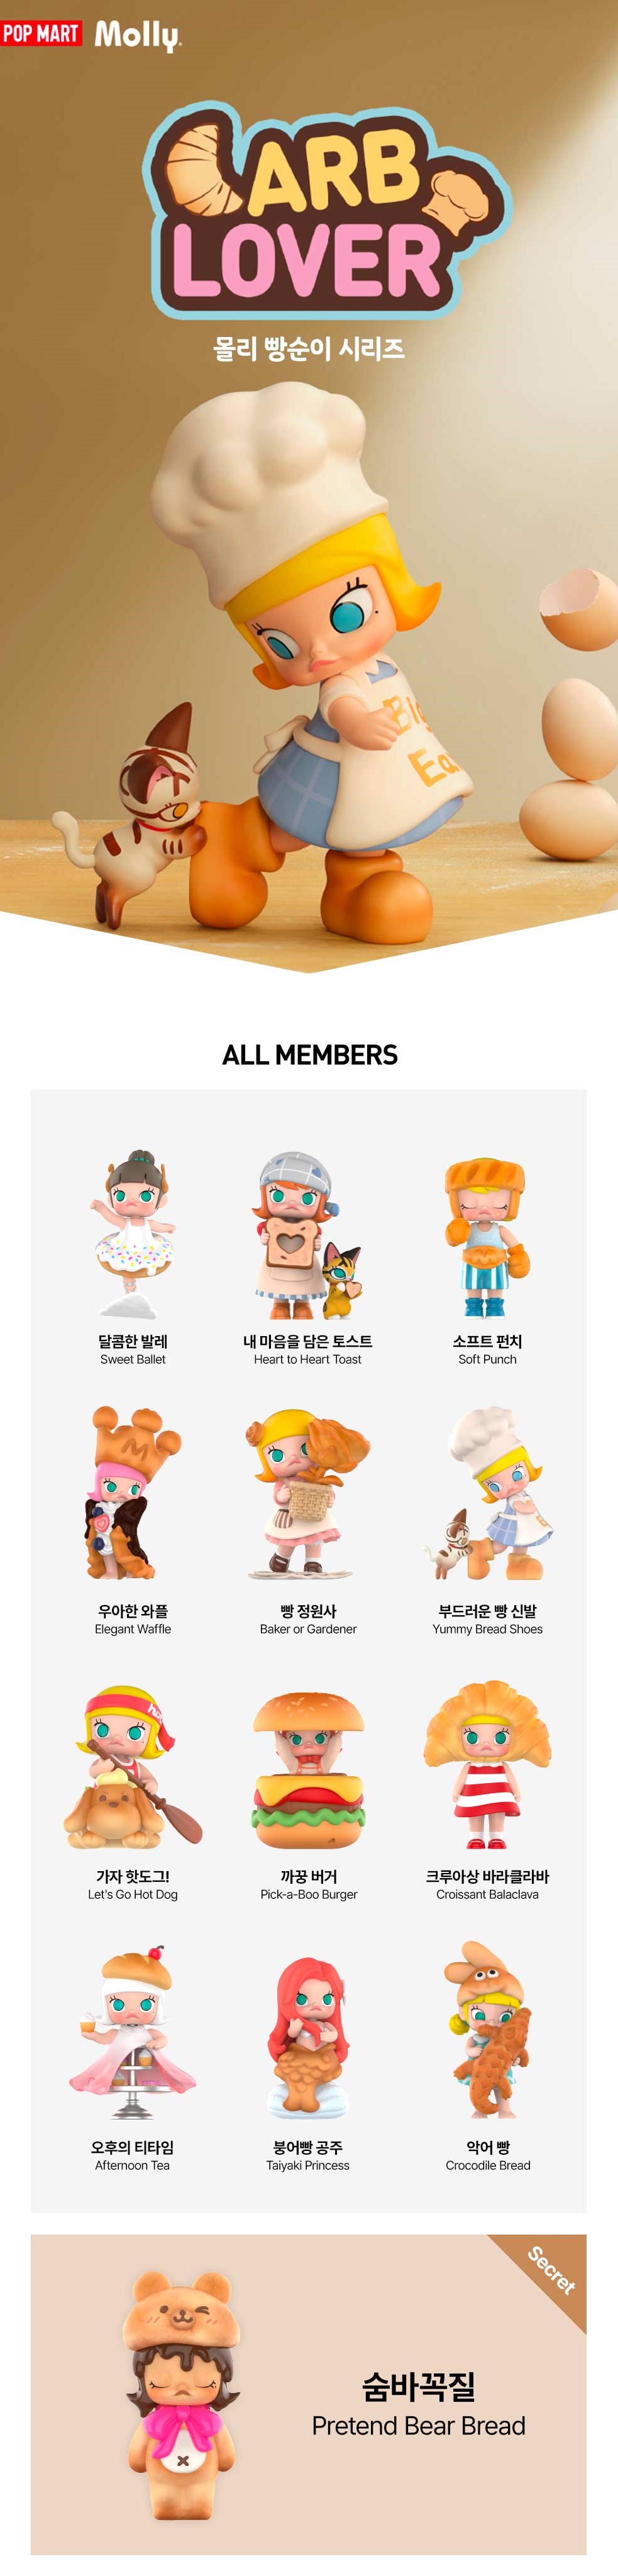 POP MART Molly
CARB
LOVER
몰리 빵순이 시리즈
Big
Ea
ALL MEMBERS
달콤한 발레
Sweet Ballet
내 마음을 담은 토스트
Heart to Heart Toast
소프트 펀치
Soft Punch
M
우아한 와플
Elegant Waffle
빵 정원사
Baker or Gardener
부드러운 빵 신발
Yummy Bread Shoes
가자 핫도그!
Let's Go Hot Dog
까꿍 버거
Pick-a-Boo Burger
크루아상 바라클라바
Croissant Balaclava
오후의 티타임
Afternoon Tea
붕어빵 공주
Taiyaki Princess
악어 빵
Crocodile Bread
Secret
숨바꼭질
Pretend Bear Bread